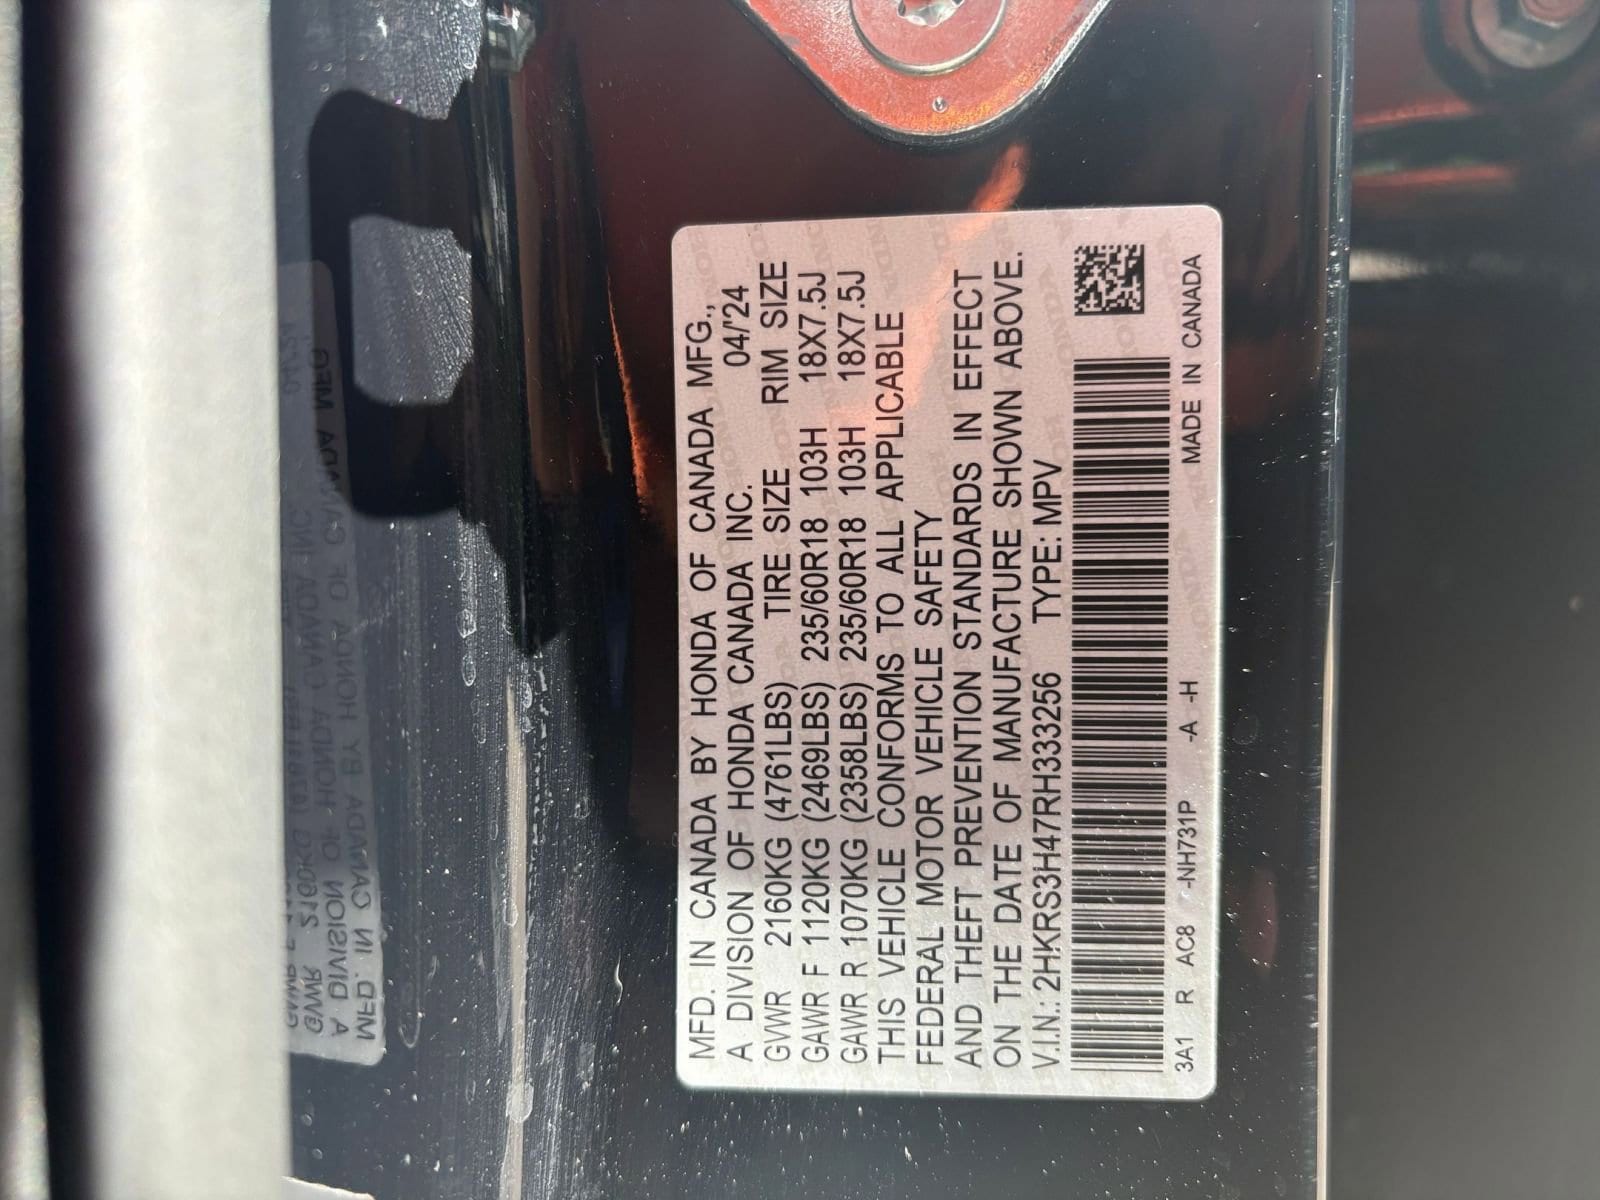 MFD. IN CANADA BY HONDA OF CANADA MFG.,
A DIVISION OF HONDA CANADA INC. 04/'24
GVWR 2160KG (4761LBS) TIRE SIZE RIM SIZE
GAWR F 1120KG (2469LBS) 235/60R18 103H 18X7.5J
GAWR R 1070KG (2358LBS) 235/60R18 103H 18X7.5J
THIS VEHICLE CONFORMS TO ALL APPLICABLE
FEDERAL MOTOR VEHICLE SAFETY
AND THEFT PREVENTION STANDARDS IN EFFECT
ON THE DATE OF MANUFACTURE SHOWN ABOVE.
V.I.N.: 2HKRS3H47RH333256 TYPE: MPV
3A1 R AC8 -NH731P -A -H MADE IN CANADA